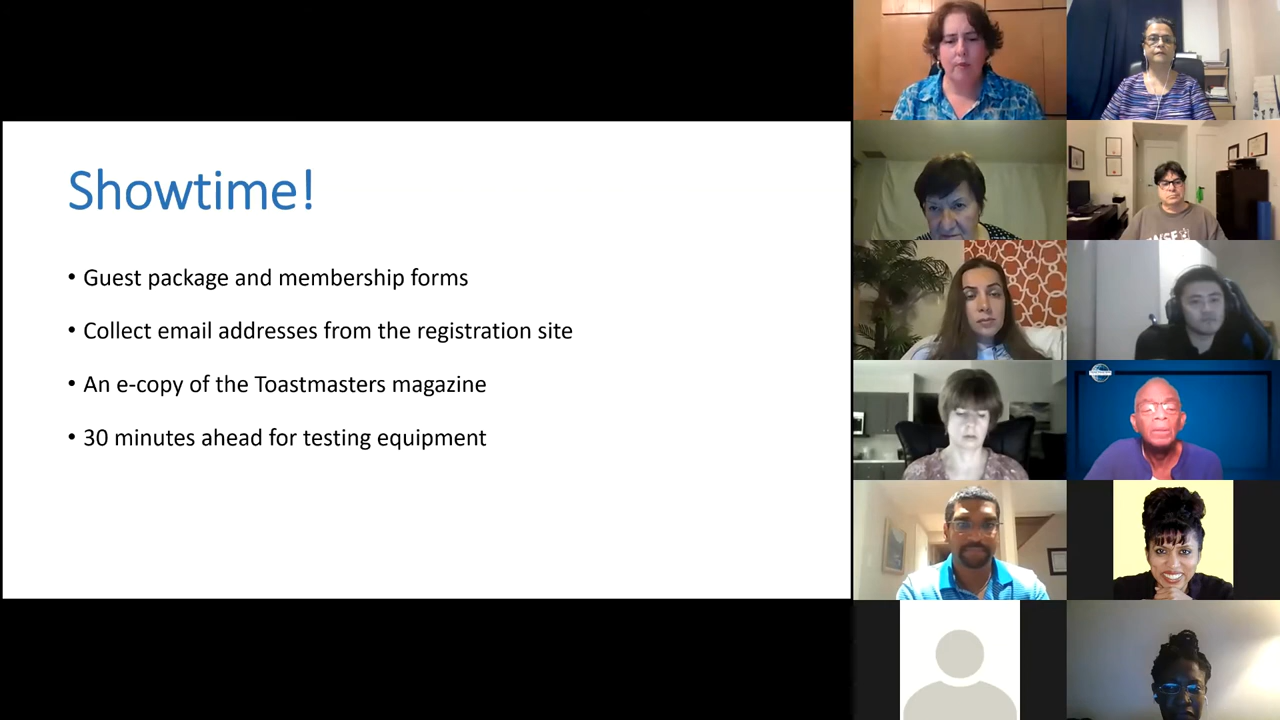 Showtime!
• Guest package and membership forms
• Collect email addresses from the registration site
• An e-copy of the Toastmasters magazine
• 30 minutes ahead for testing equipment